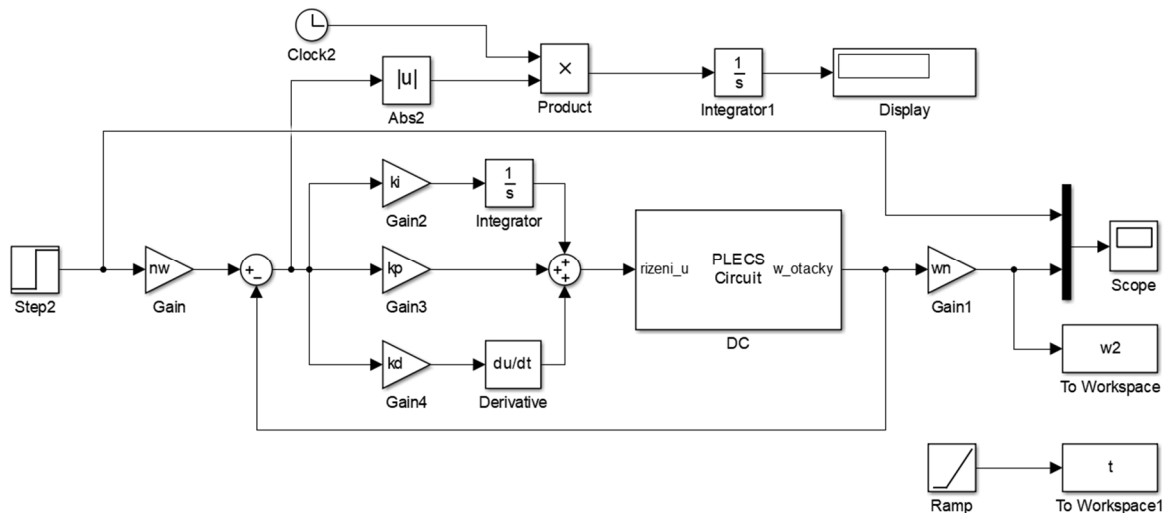 Clock2
|u|
Abs2
×
Product
1
s
Integrator1
Display
ki
Gain2
1
s
Integrator
Step2
nw
Gain
+
−
kp
Gain3
+
+
+
rizeni_u
PLECS
Circuit
w_otacky
DC
wn
Gain1
Scope
kd
Gain4
du/dt
Derivative
w2
To Workspace
Ramp
t
To Workspace1